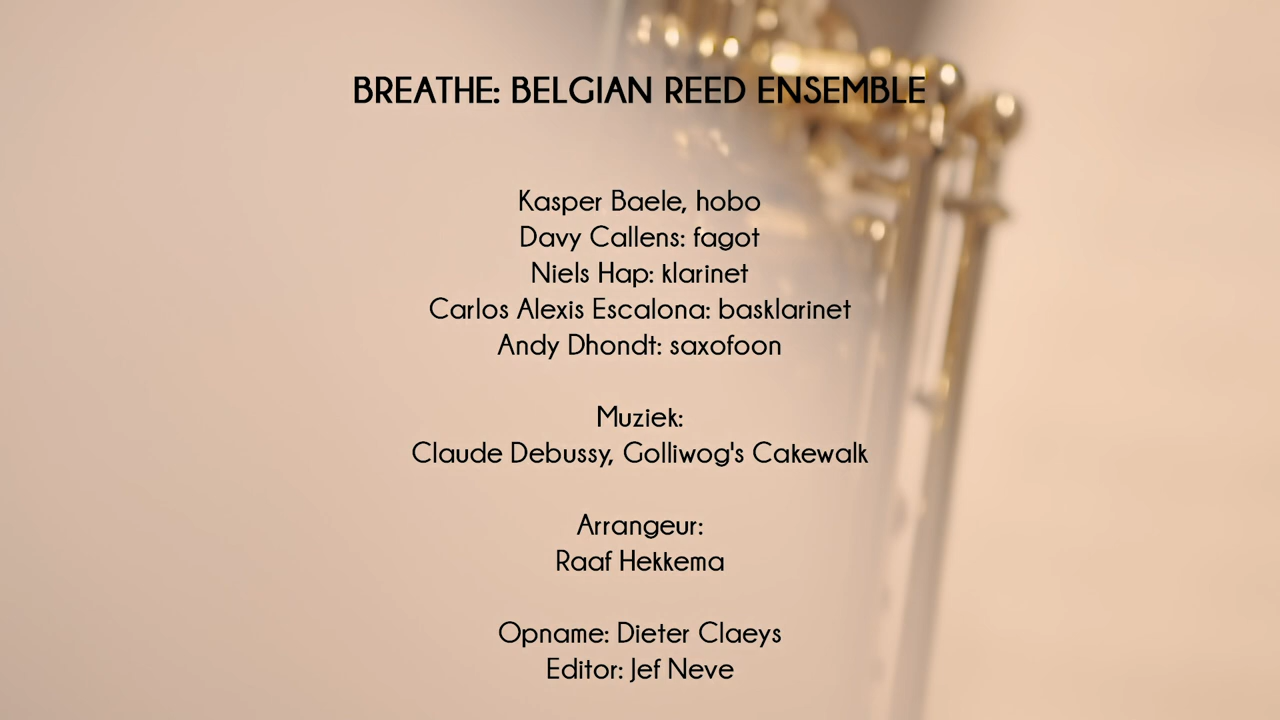 BREATHE: BELGIAN REED ENSEMBLE
Kasper Baele, hobo
Davy Callens: fagot
Niels Hap: klarinet
Carlos Alexis Escalona: basklarinet
Andy Dhondt: saxofoon
Muziek:
Claude Debussy, Golliwog's Cakewalk
Arrangeur:
Raaf Hekkema
Opname: Dieter Claeys
Editor: Jef Neve